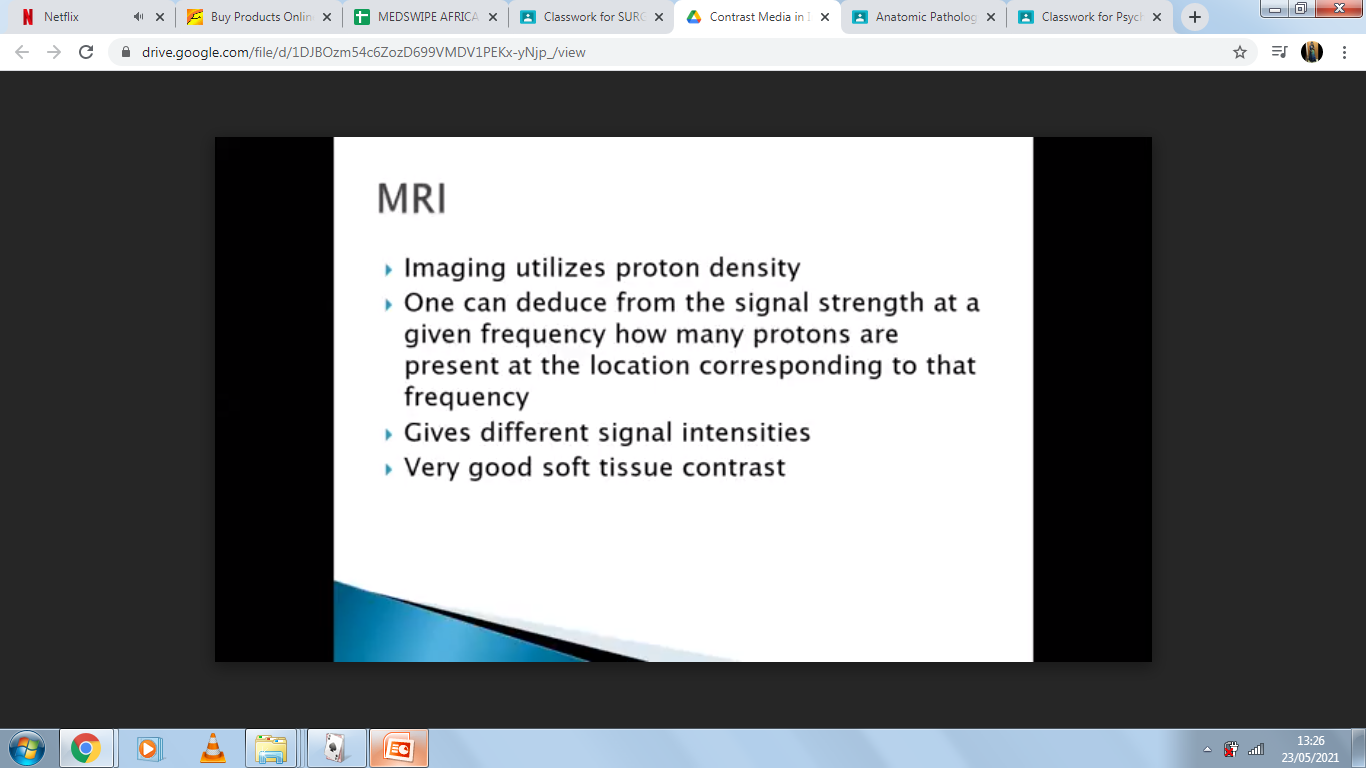 Netflix
Buy Products Onlin
MEDSWIPE AFRICA
Classwork for SURG
Contrast Media in I
Anatomic Patholog
Classwork for Psych
drive.google.com/file/d/1DJBOzm54c6ZozD699VMDV1PEKx-yNjp_/view
MRI
Imaging utilizes proton density
One can deduce from the signal strength at a
given frequency how many protons are
present at the location corresponding to that
frequency
Gives different signal intensities
Very good soft tissue contrast
13:26
23/05/2021